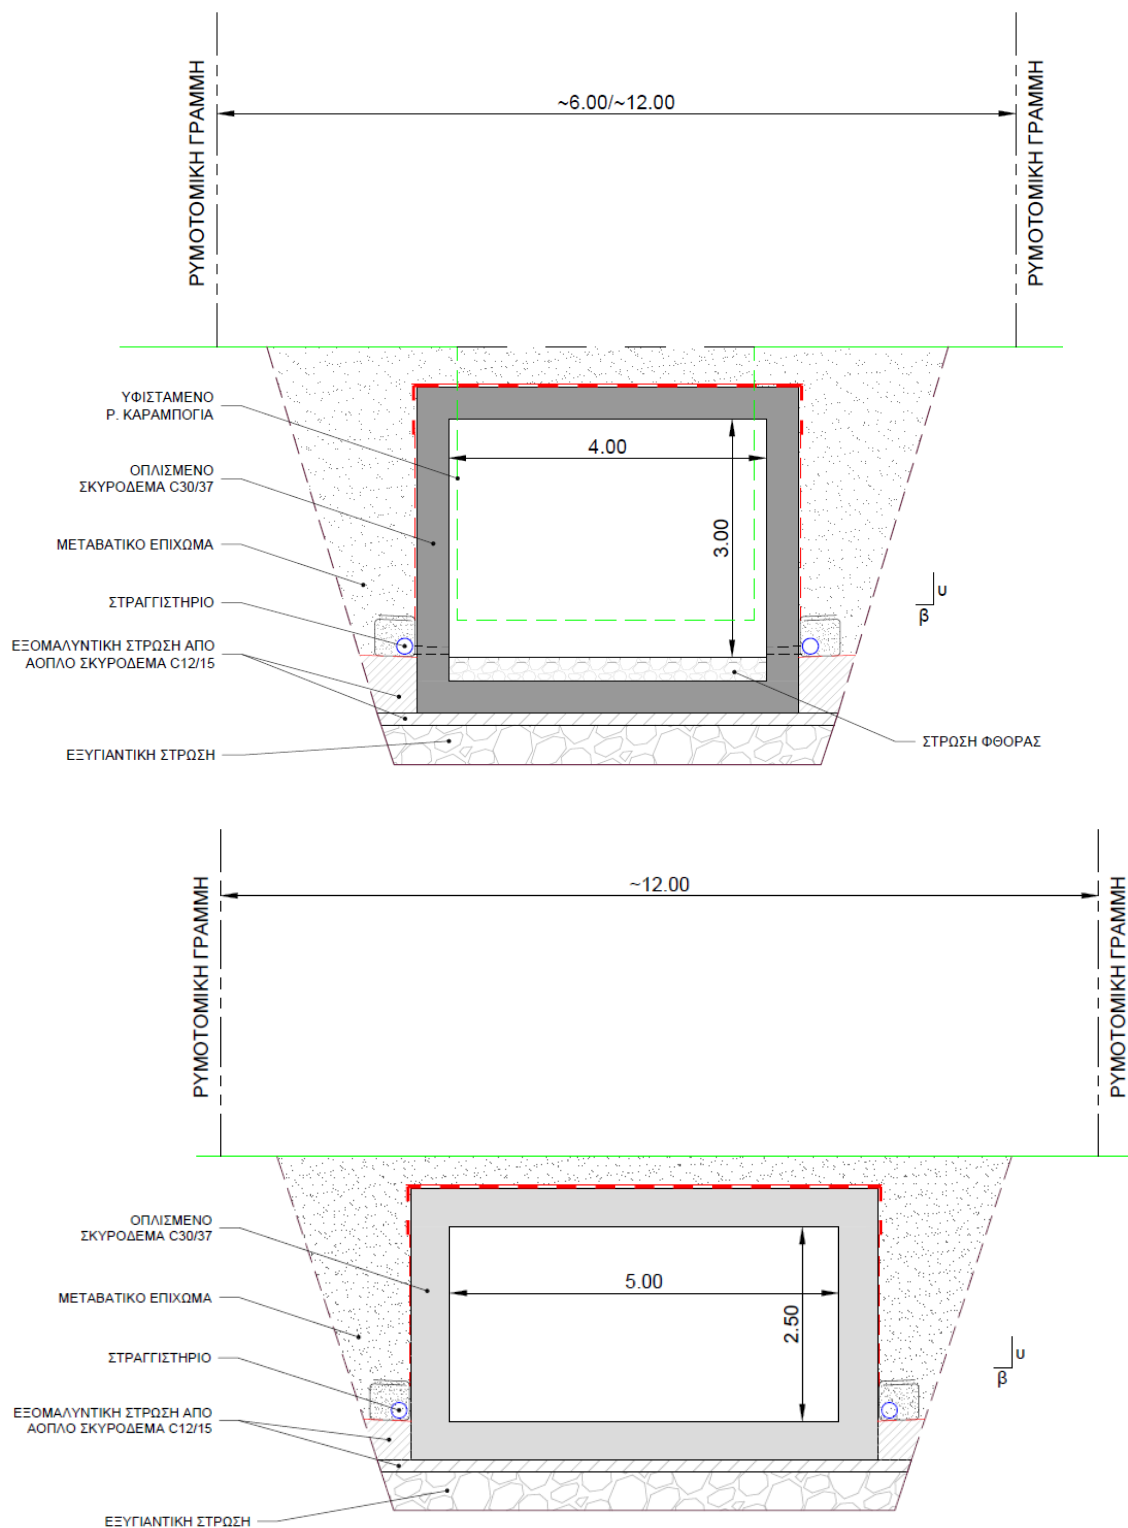 ~6.00/~12.00
ΡΥΜΟΤΟΜΙΚΗ ΓΡΑΜΜΗ
ΡΥΜΟΤΟΜΙΚΗ ΓΡΑΜΜΗ
ΥΦΙΣΤΑΜΕΝΟ
Ρ. ΚΑΡΑΜΠΟΓΙΑ
4.00
ΟΠΛΙΣΜΕΝΟ
ΣΚΥΡΟΔΕΜΑ C30/37
3.00
ΜΕΤΑΒΑΤΙΚΟ ΕΠΙΧΩΜΑ
υ
β
ΣΤΡΑΓΓΙΣΤΗΡΙΟ
ΕΞΟΜΑΛΥΝΤΙΚΗ ΣΤΡΩΣΗ ΑΠΟ
ΑΟΠΛΟ ΣΚΥΡΟΔΕΜΑ C12/15
ΣΤΡΩΣΗ ΦΘΟΡΑΣ
ΕΞΥΓΙΑΝΤΙΚΗ ΣΤΡΩΣΗ
~12.00
ΡΥΜΟΤΟΜΙΚΗ ΓΡΑΜΜΗ
ΡΥΜΟΤΟΜΙΚΗ ΓΡΑΜΜΗ
ΟΠΛΙΣΜΕΝΟ
ΣΚΥΡΟΔΕΜΑ C30/37
5.00
2.50
ΜΕΤΑΒΑΤΙΚΟ ΕΠΙΧΩΜΑ
υ
β
ΣΤΡΑΓΓΙΣΤΗΡΙΟ
ΕΞΟΜΑΛΥΝΤΙΚΗ ΣΤΡΩΣΗ ΑΠΟ
ΑΟΠΛΟ ΣΚΥΡΟΔΕΜΑ C12/15
ΕΞΥΓΙΑΝΤΙΚΗ ΣΤΡΩΣΗ